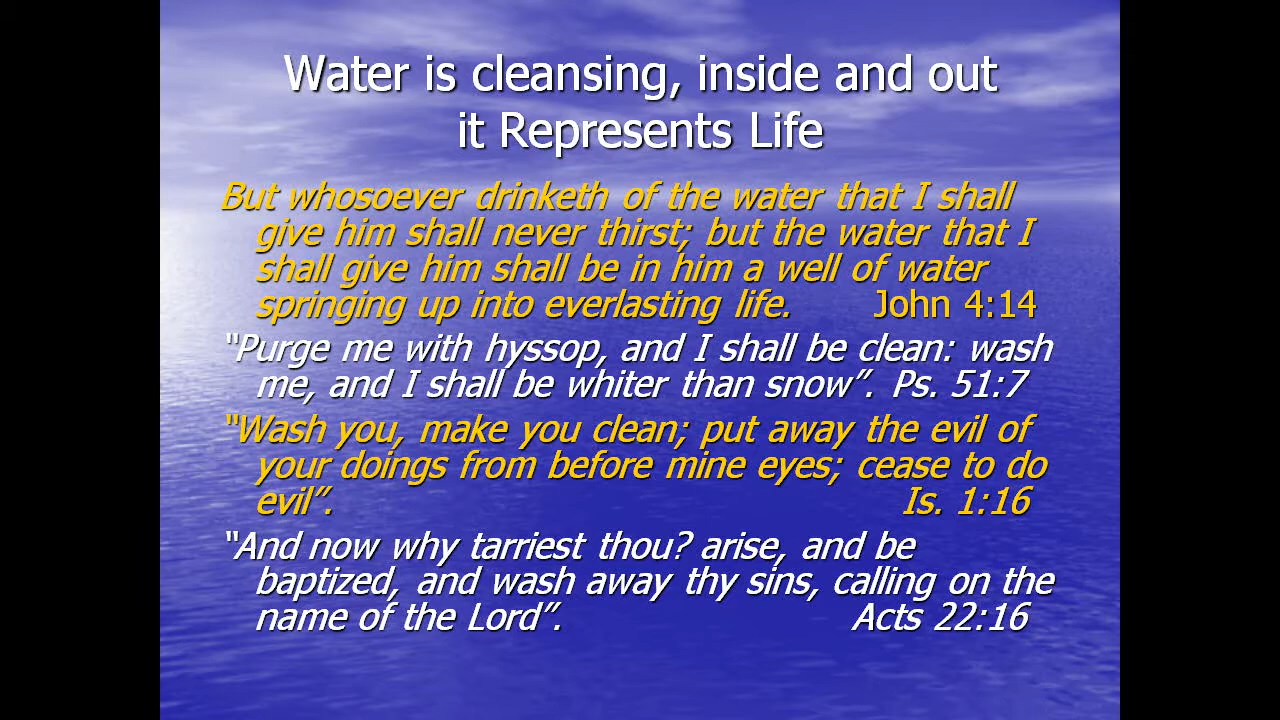 Water is cleansing, inside and out
it Represents Life
But whosoever drinketh of the water that I shall
give him shall never thirst; but the water that I
shall give him shall be in him a well of water
springing up into everlasting life. John 4:14
“Purge me with hyssop, and I shall be clean: wash
me, and I shall be whiter than snow”. Ps. 51:7
“Wash you, make you clean; put away the evil of
your doings from before mine eyes; cease to do
evil”. Is. 1:16
“And now why tarriest thou? arise, and be
baptized, and wash away thy sins, calling on the
name of the Lord”. Acts 22:16